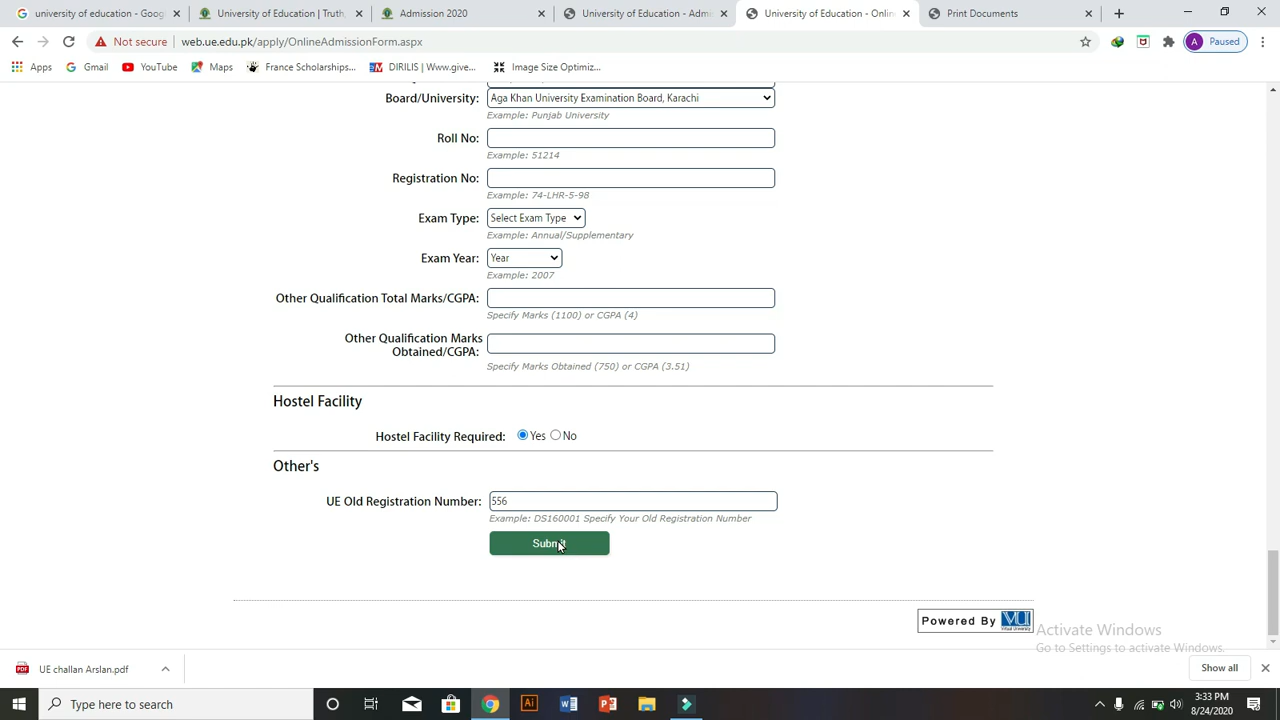 university of education - Goog
University of Education | Truth,
Admission 2020
University of Education - Admis
University of Education - Onlin
Print Documents
Not secure | web.ue.edu.pk/apply/OnlineAdmissionForm.aspx
A Paused
Apps
Gmail
YouTube
Maps
France Scholarships...
DIRILIS | Www.give...
Image Size Optimiz...
Board/University: Aga Khan University Examination Board, Karachi
Example: Punjab University
Roll No:
Example: 51214
Registration No:
Example: 74-LHR-5-98
Exam Type: Select Exam Type
Example: Annual/Supplementary
Exam Year: Year
Example: 2007
Other Qualification Total Marks/CGPA:
Specify Marks (1100) or CGPA (4)
Other Qualification Marks
Obtained/CGPA:
Specify Marks Obtained (750) or CGPA (3.51)
Hostel Facility
Hostel Facility Required: Yes No
Other's
UE Old Registration Number: 556
Example: DS160001 Specify Your Old Registration Number
Submit
Powered By VU
Virtual University
Activate Windows
Go to Settings to activate Windows.
UE challan Arslan.pdf
Show all
Type here to search
3:33 PM
8/24/2020